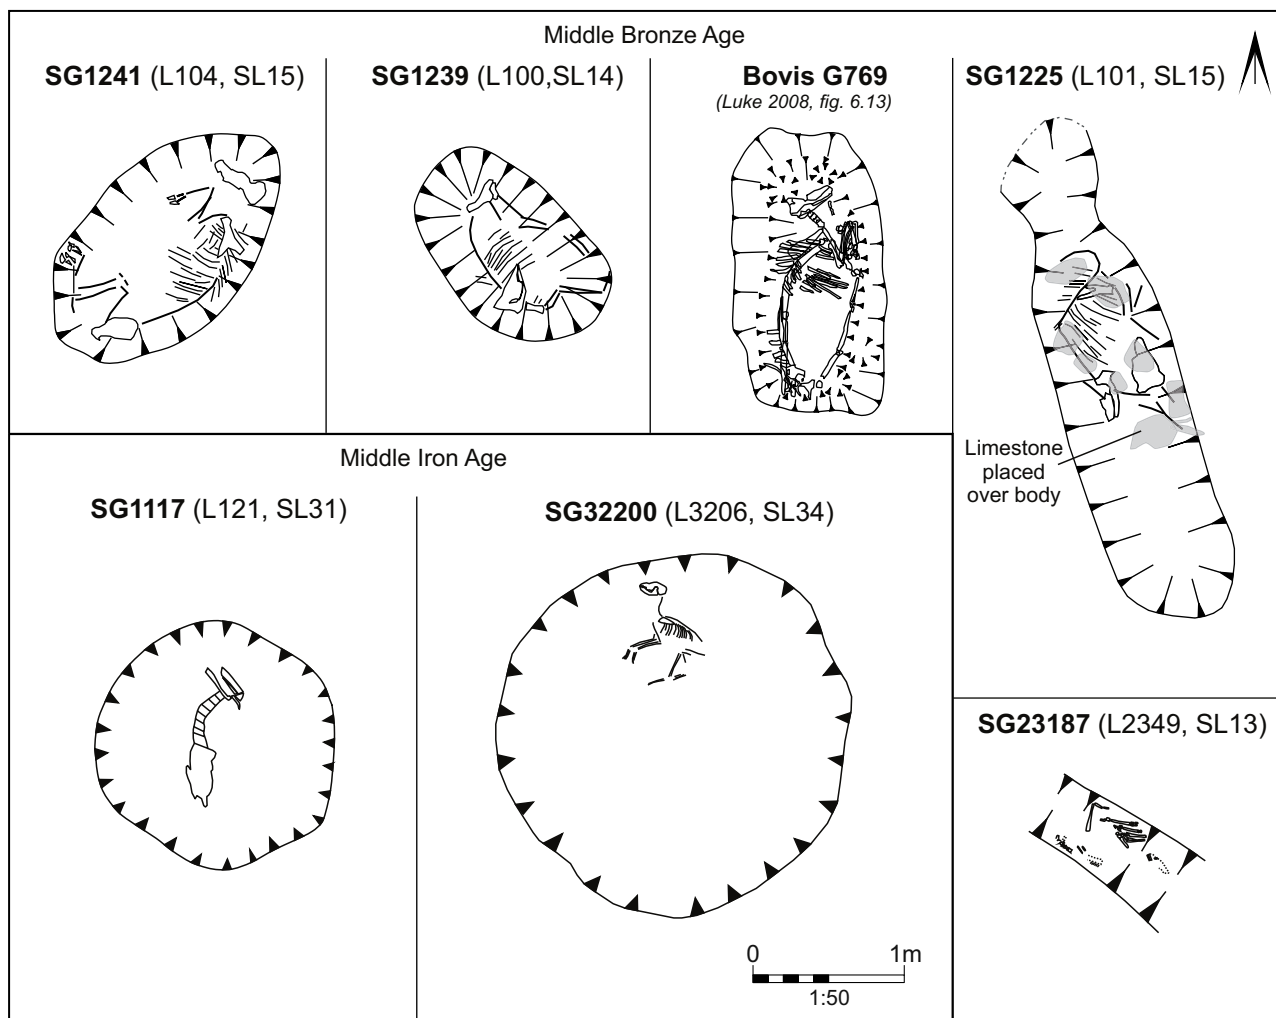 Middle Bronze Age
SG1241 (L104, SL15)
SG1239 (L100,SL14)
Bovis G769
(Luke 2008, fig. 6.13)
SG1225 (L101, SL15)
Limestone
placed
over body
Middle Iron Age
SG1117 (L121, SL31)
SG32200 (L3206, SL34)
SG23187 (L2349, SL13)
0 1m
1:50